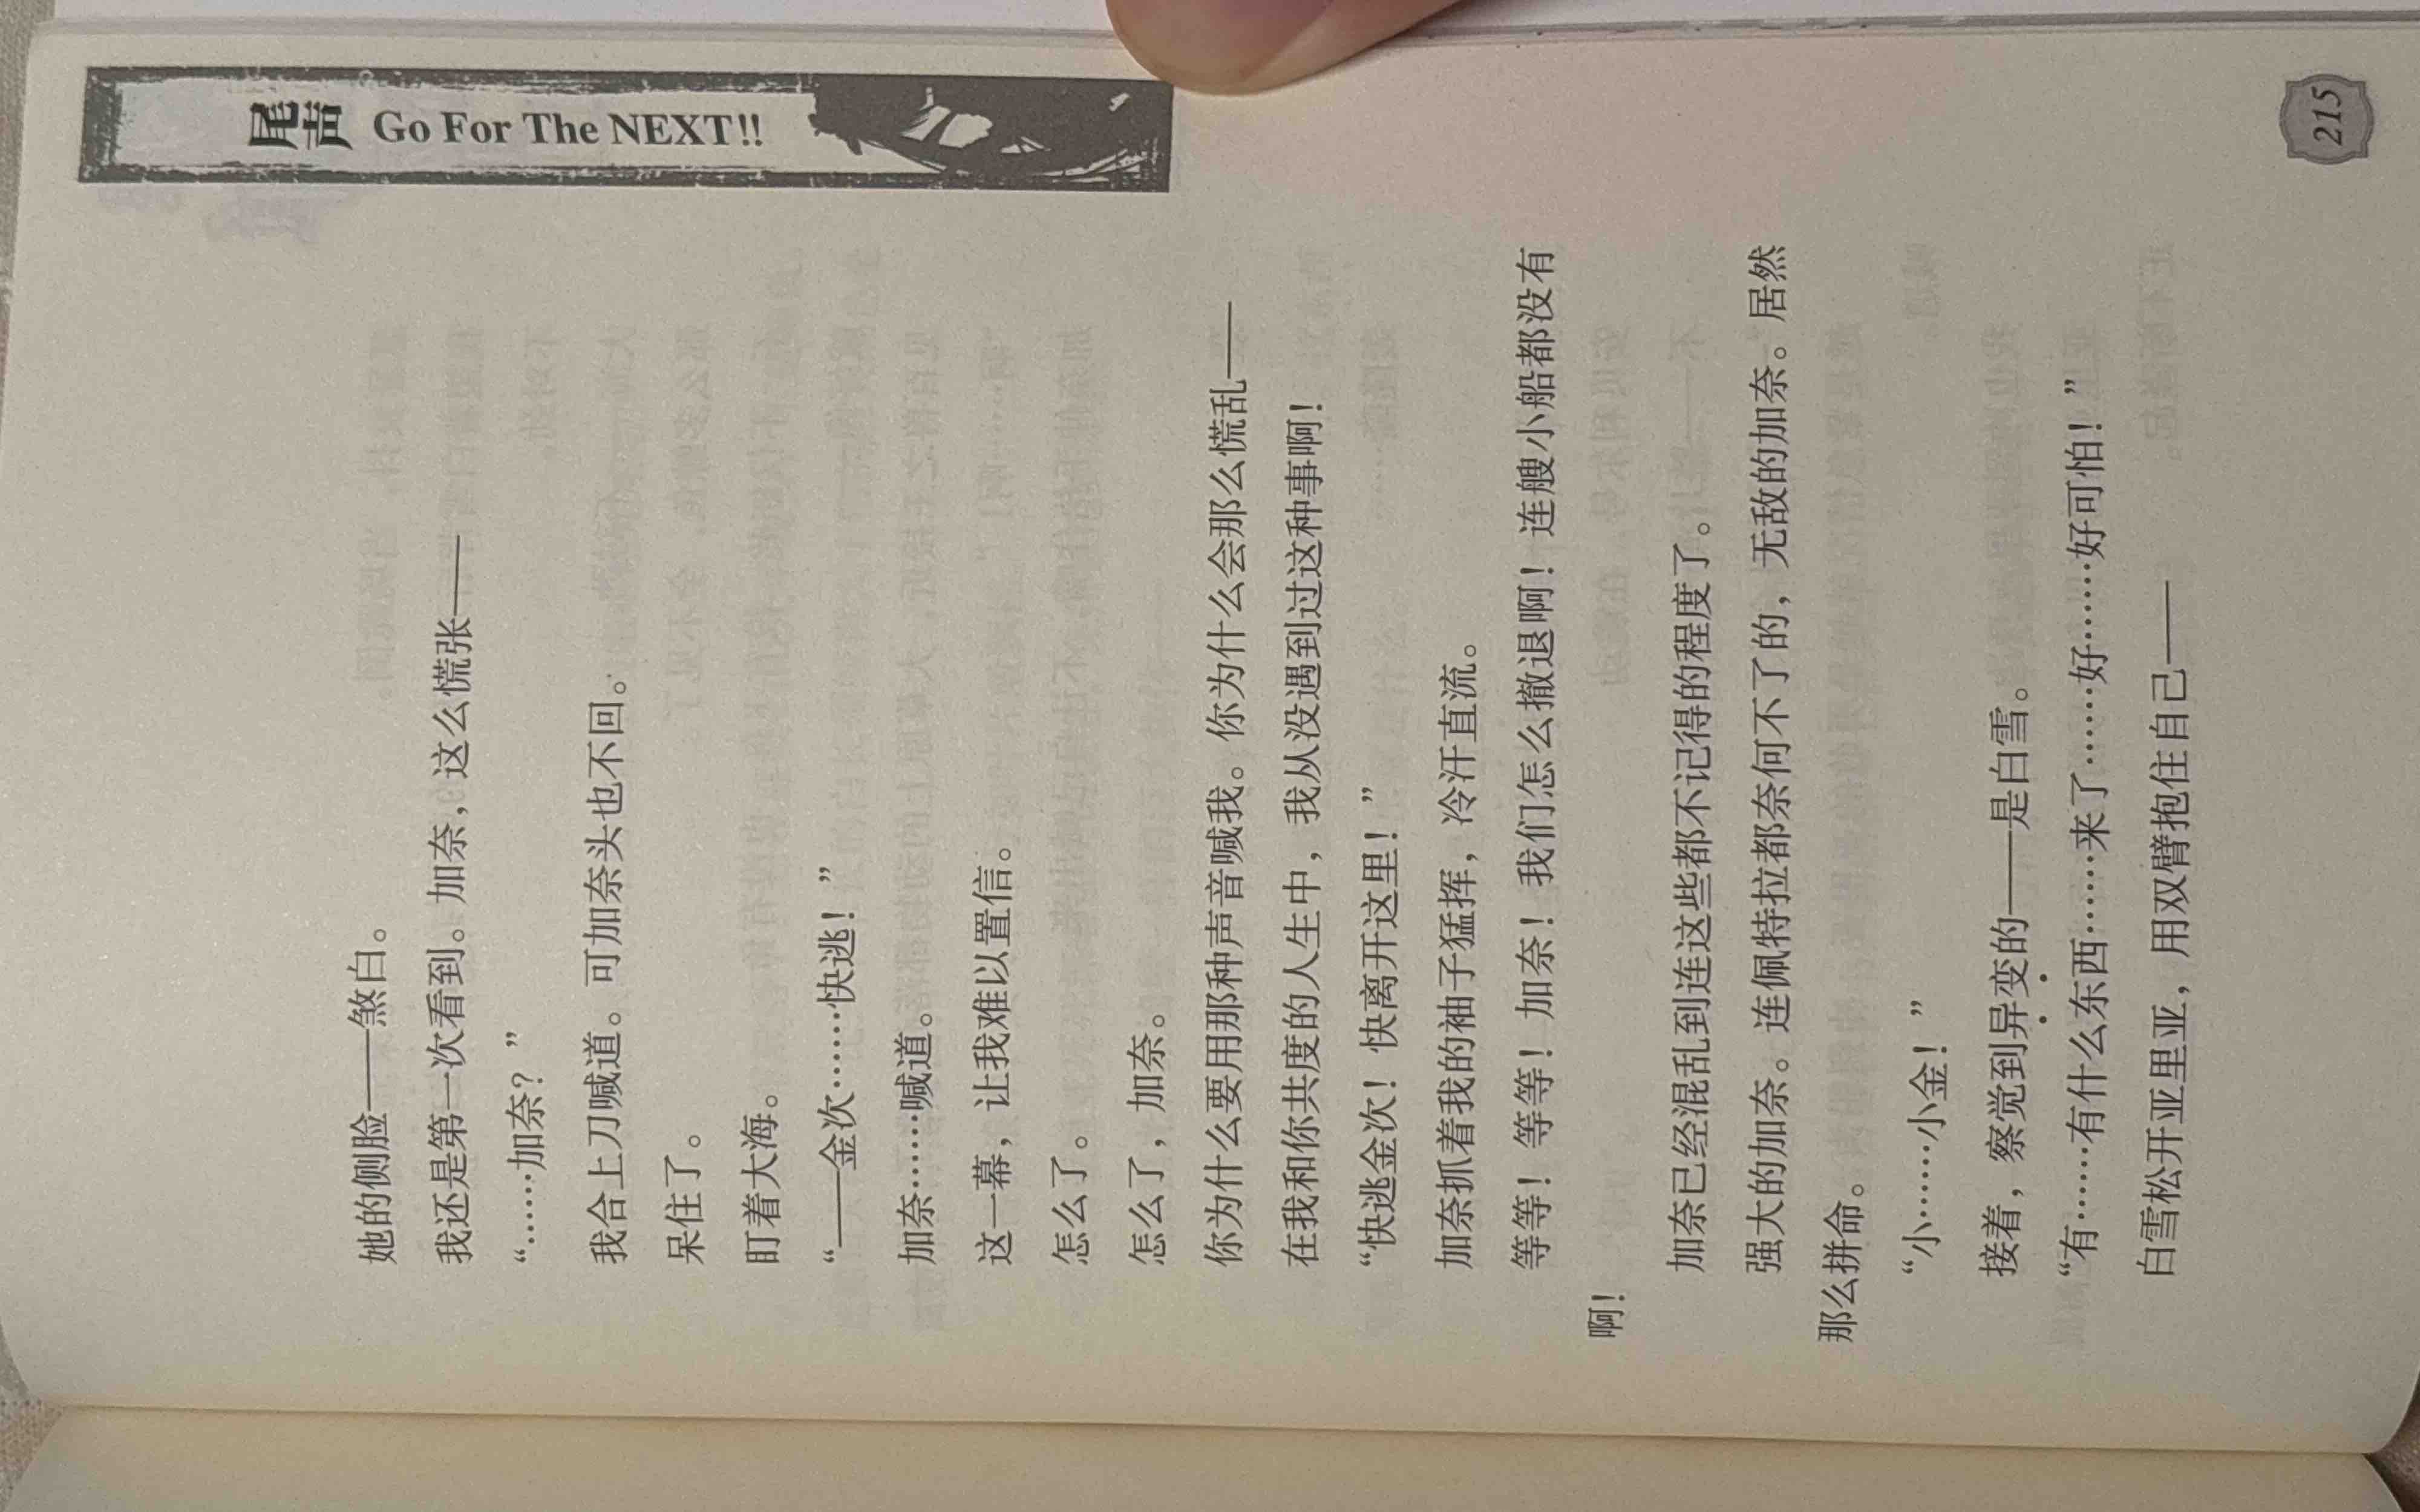 她的侧脸——煞白。
我还是第一次看到。加奈，这么慌张——
“……加奈？”
我合上刀喊道。可加奈头也不回。
呆住了。
盯着大海。
“——金次……快逃！”
加奈……喊道。
这一幕，让我难以置信。
怎么了。
怎么了，加奈。
你为什么要用那种声音喊我。你为什么会那么慌乱——
在我和你共度的人生中，我从没遇到过这种事啊！
“快逃金次！快离开这里！”
加奈抓着我的袖子猛挥，冷汗直流。
等等！等等！加奈！我们怎么撤退啊！连艘小船都没有
啊！
加奈已经混乱到连这些都不记得的程度了。
强大的加奈。连佩特拉都奈何不了的，无敌的加奈。居然
那么拼命。
“小……小金！”
接着，察觉到异变的——是白雪。
“有……有什么东西……来了……好……好可怕！”
白雪松开亚里亚，用双臂抱住自己——
尾声 Go For The NEXT!!
215